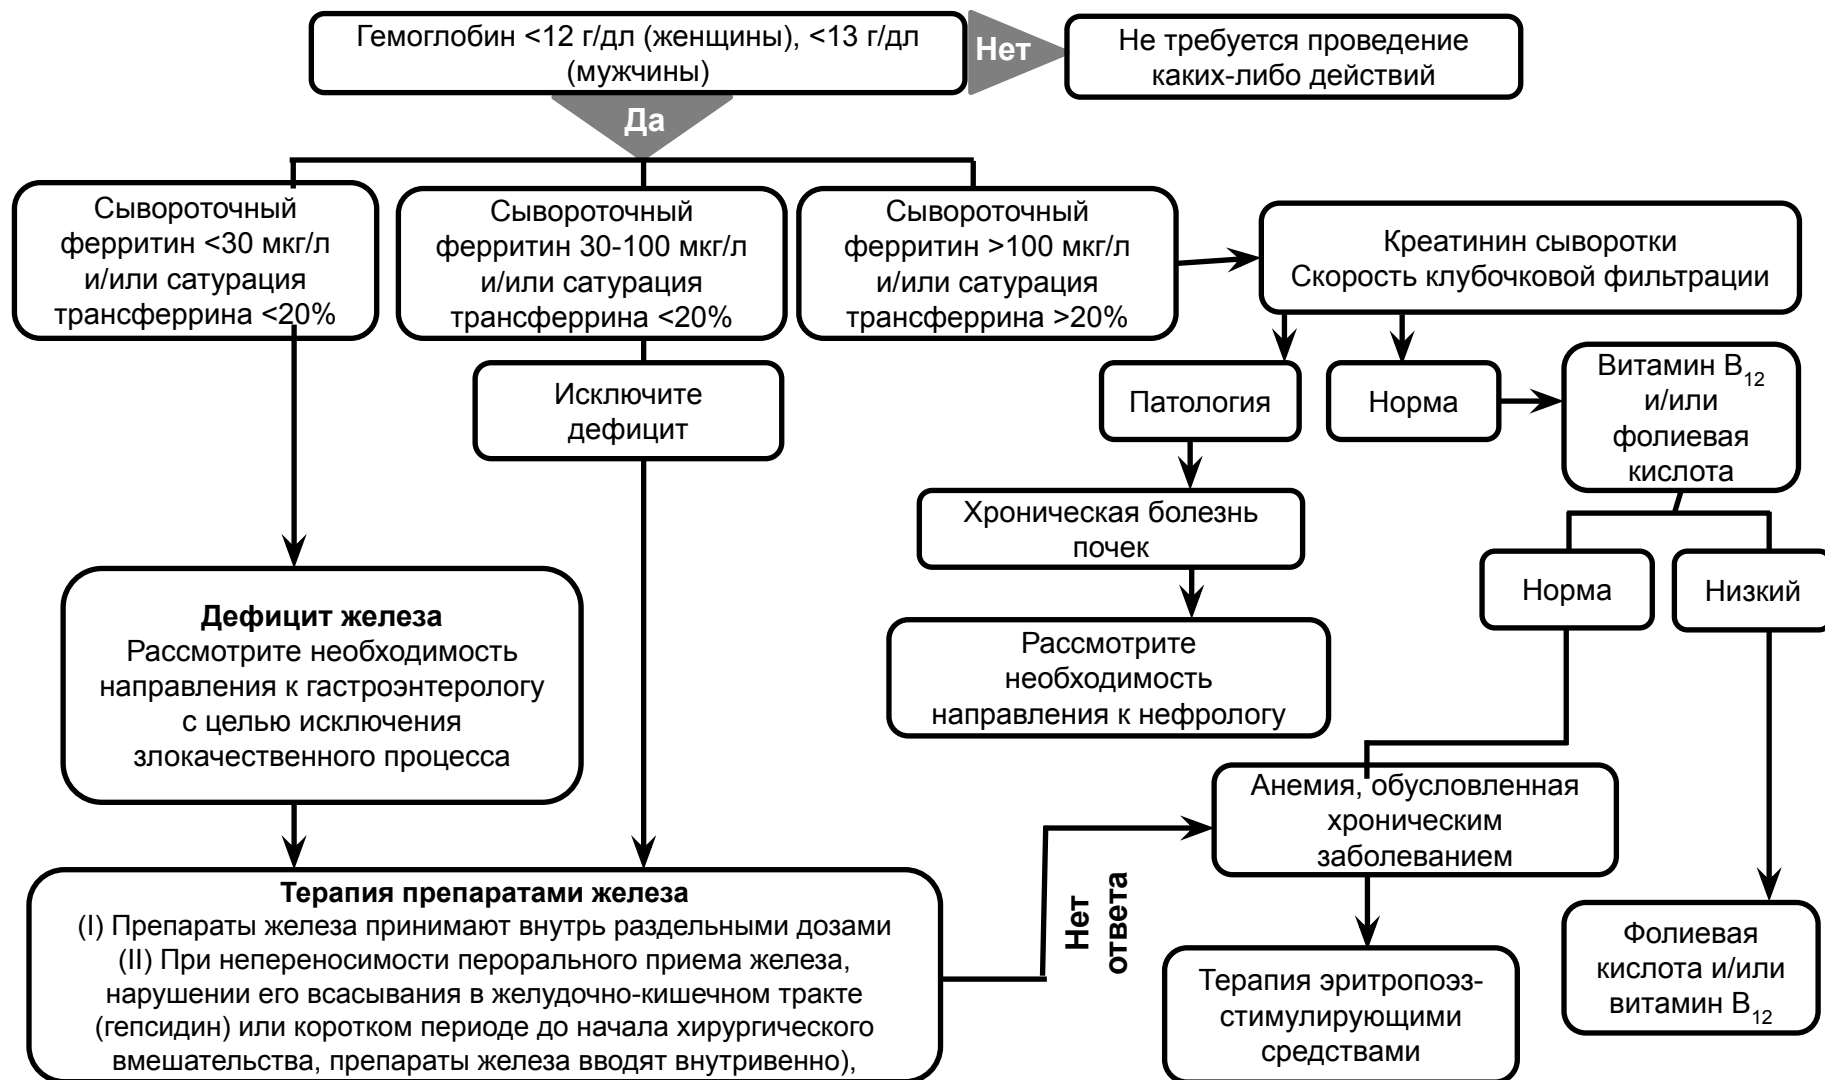 Гемоглобин <12 г/дл (женщины), <13 г/дл
(мужчины)
Нет
Не требуется проведение
каких-либо действий
Да
Сывороточный
ферритин <30 мкг/л
и/или сатурация
трансферрина <20%
Сывороточный
ферритин 30-100 мкг/л
и/или сатурация
трансферрина <20%
Сывороточный
ферритин >100 мкг/л
и/или сатурация
трансферрина >20%
Креатинин сыворотки
Скорость клубочковой фильтрации
Исключите
дефицит
Патология
Норма
Витамин B12
и/или
фолиевая
кислота
Хроническая болезнь
почек
Норма
Низкий
Дефицит железа
Рассмотрите необходимость
направления к гастроэнтерологу
с целью исключения
злокачественного процесса
Рассмотрите
необходимость
направления к нефрологу
Анемия, обусловленная
хроническим
заболеванием
Терапия препаратами железа
(I) Препараты железа принимают внутрь раздельными дозами
(II) При непереносимости перорального приема железа,
нарушении его всасывания в желудочно-кишечном тракте
(гепсидин) или коротком периоде до начала хирургического
вмешательства, препараты железа вводят внутривенно),
Нет
ответа
Терапия эритропоэз-
стимулирующими
средствами
Фолиевая
кислота и/или
витамин B12